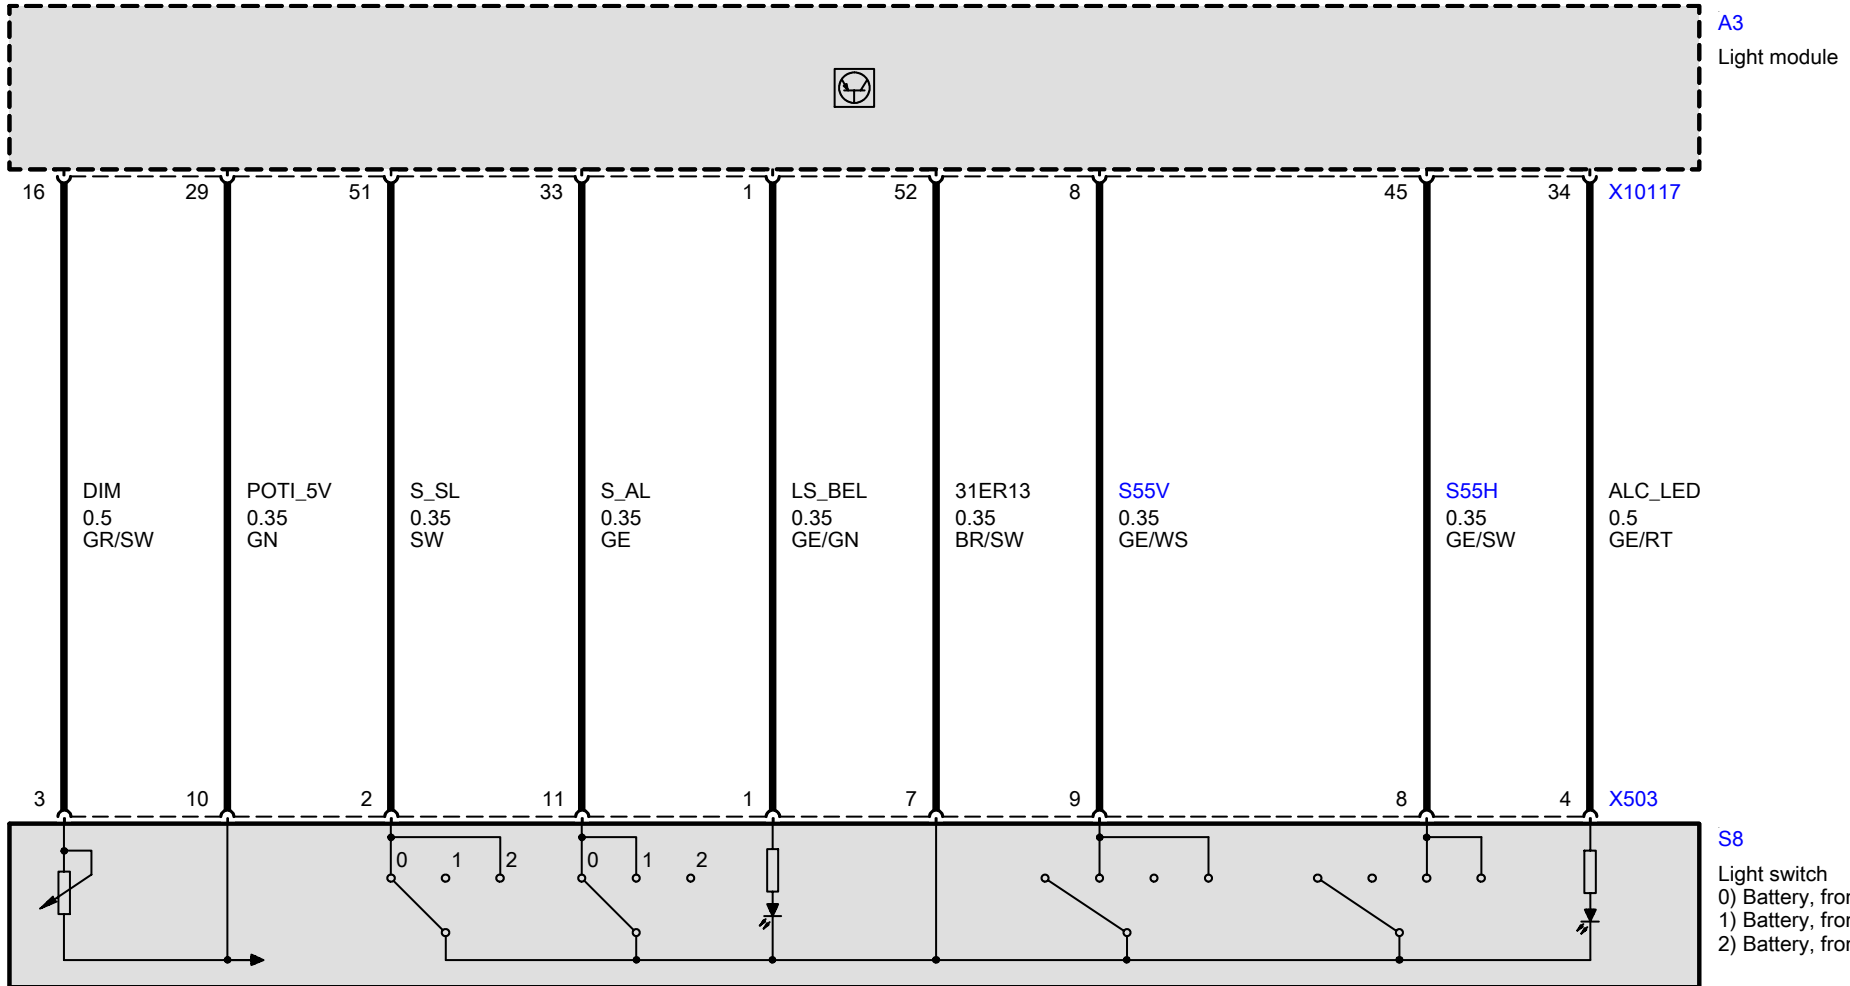 A3
Light module
16 29 51 33 1 52 8 45 34 X10117
DIM
0.5
GR/SW
POTI_5V
0.35
GN
S_SL
0.35
SW
S_AL
0.35
GE
LS_BEL
0.35
GE/GN
31ER13
0.35
BR/SW
S55V
0.35
GE/WS
S55H
0.35
GE/SW
ALC_LED
0.5
GE/RT
3 10 2 11 1 7 9 8 4 X503
0 1 2 0 1 2
S8
Light switch
0) Battery,
1) Battery,
2) Battery,